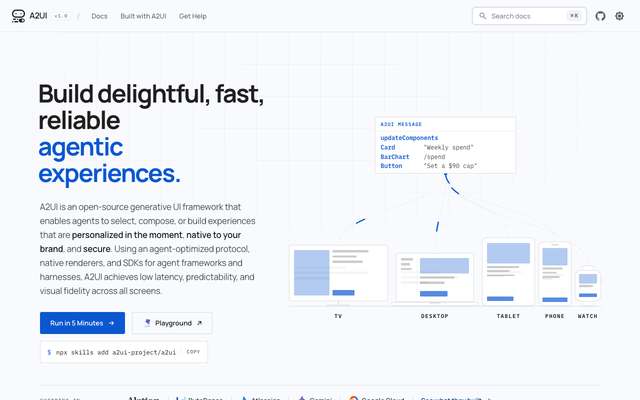 A2UI v1.0 / Docs Built with A2UI Get Help Search docs ⌘K
Build delightful, fast,
reliable
agentic
experiences.
A2UI is an open-source generative UI framework that
enables agents to select, compose, or build experiences
that are personalized in the moment, native to your
brand, and secure. Using an agent-optimized protocol,
native renderers, and SDKs for agent frameworks and
harnesses, A2UI achieves low latency, predictability, and
visual fidelity across all screens.
Run in 5 Minutes →
Playground ↗
$ npx skills add a2ui-project/a2ui COPY
A2UI MESSAGE
updateComponents
Card "Weekly spend"
BarChart /spend
Button "Set a $90 cap"
TV DESKTOP TABLET PHONE WATCH